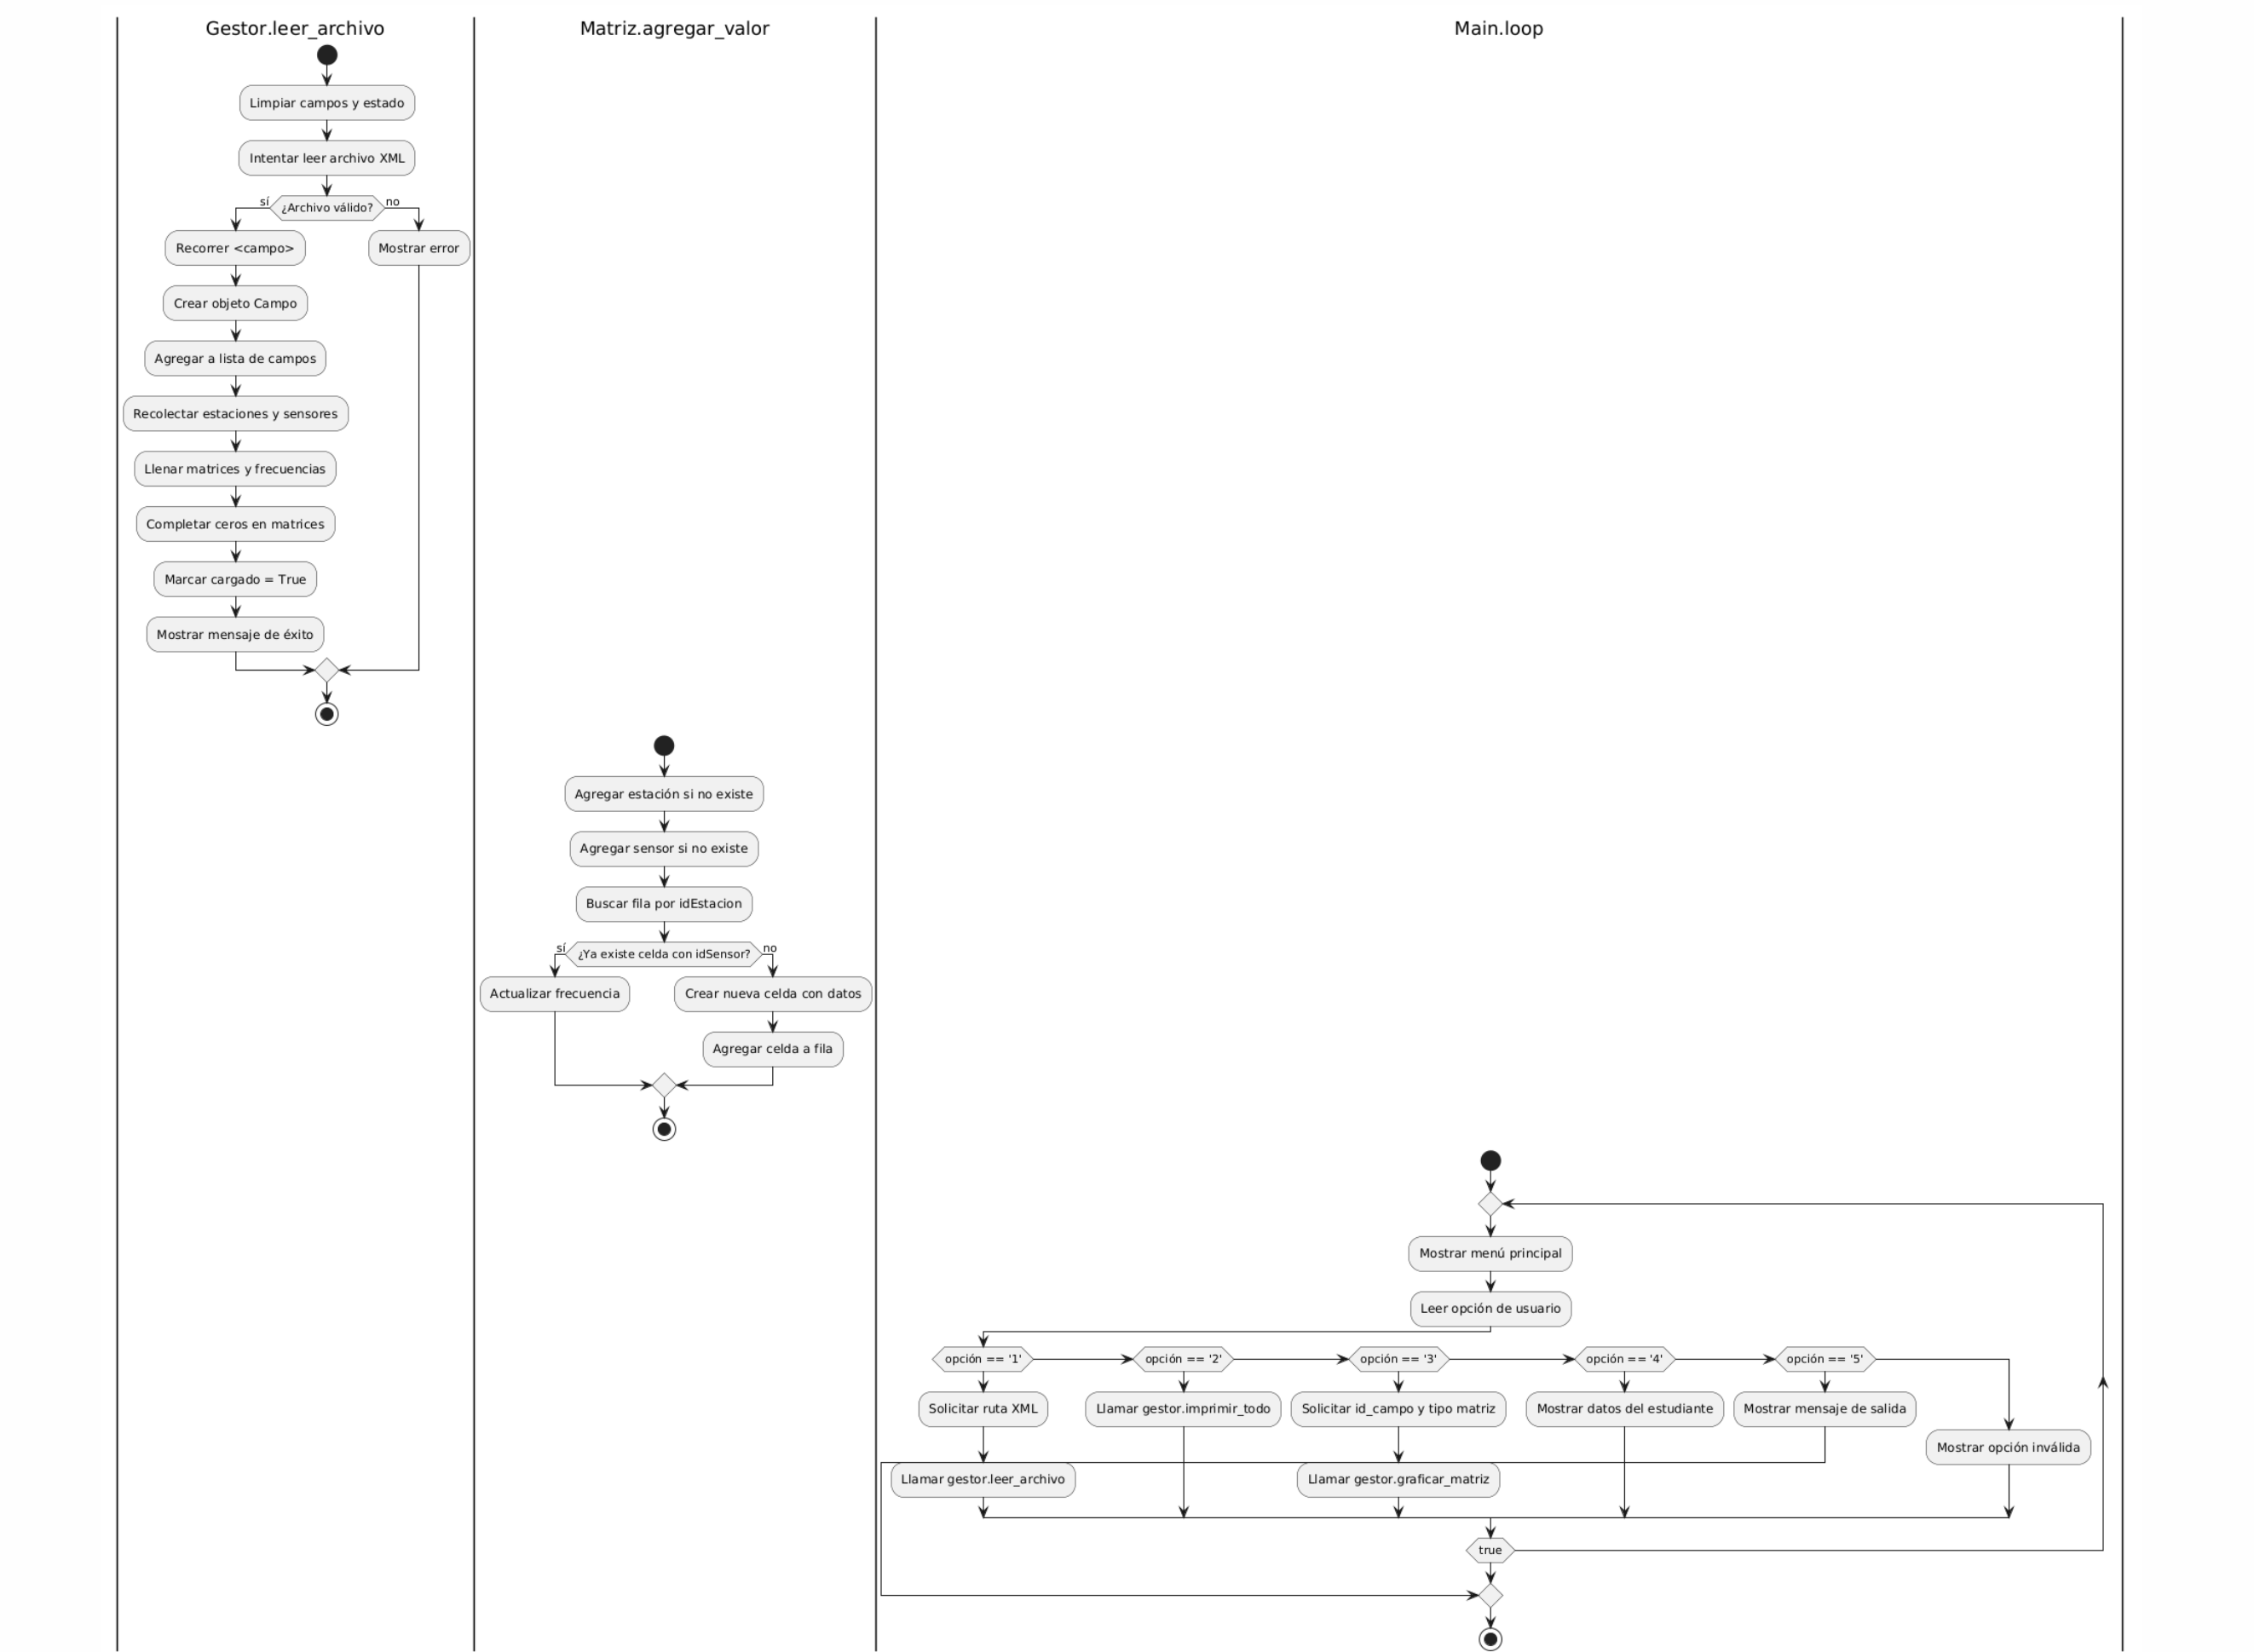 Gestor.leer_archivo
Matriz.agregar_valor
Main.loop
Limpiar campos y estado
Intentar leer archivo XML
¿Archivo válido?
sí
no
Recorrer <campo>
Mostrar error
Crear objeto Campo
Agregar a lista de campos
Recolectar estaciones y sensores
Llenar matrices y frecuencias
Completar ceros en matrices
Marcar cargado = True
Mostrar mensaje de éxito
Agregar estación si no existe
Agregar sensor si no existe
Buscar fila por idEstacion
sí
¿Ya existe celda con idSensor?
no
Actualizar frecuencia
Crear nueva celda con datos
Agregar celda a fila
Mostrar menú principal
Leer opción de usuario
opción == '1'
opción == '2'
opción == '3'
opción == '4'
opción == '5'
Solicitar ruta XML
Llamar gestor.imprimir_todo
Solicitar id_campo y tipo matriz
Mostrar datos del estudiante
Mostrar mensaje de salida
Mostrar opción inválida
Llamar gestor.leer_archivo
Llamar gestor.graficar_matriz
true